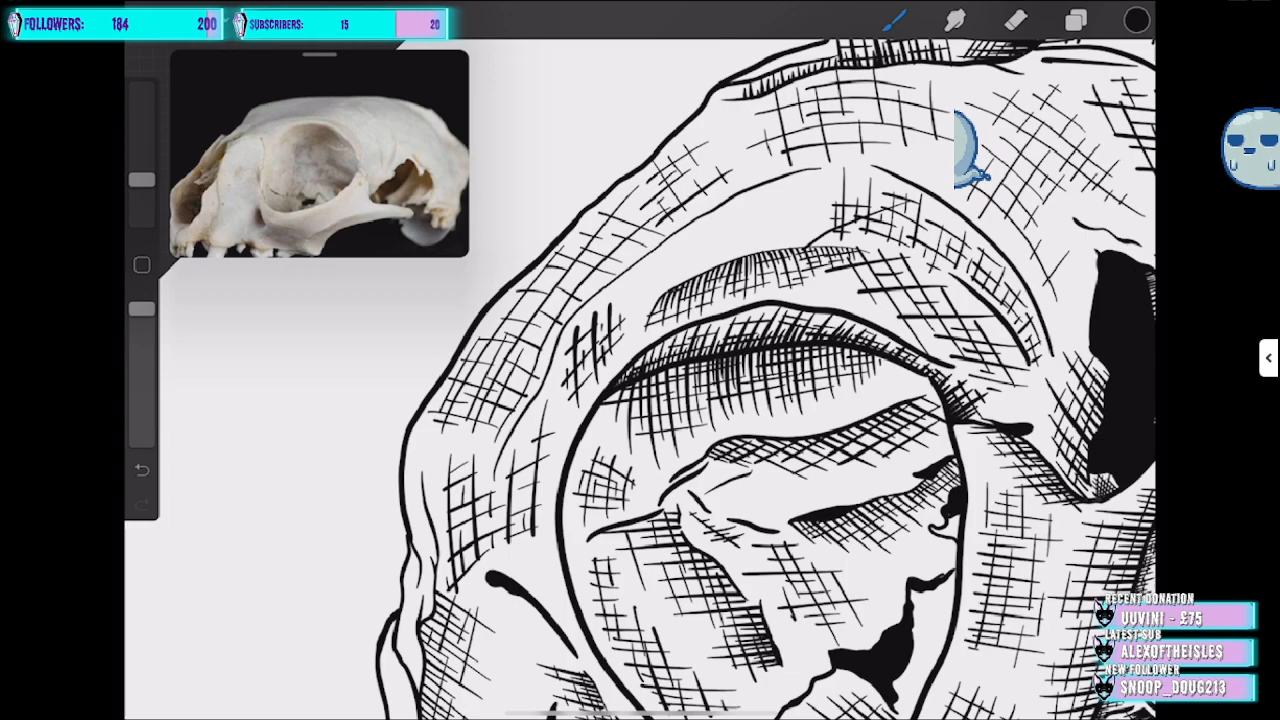 FOLLOWERS: 184 200
SUBSCRIBERS: 15 20
RECENT DONATION
UUVINI - £75
LATEST SUB
ALEXOFTHEISLES
NEW FOLLOWER
SNOOP_DOUG213